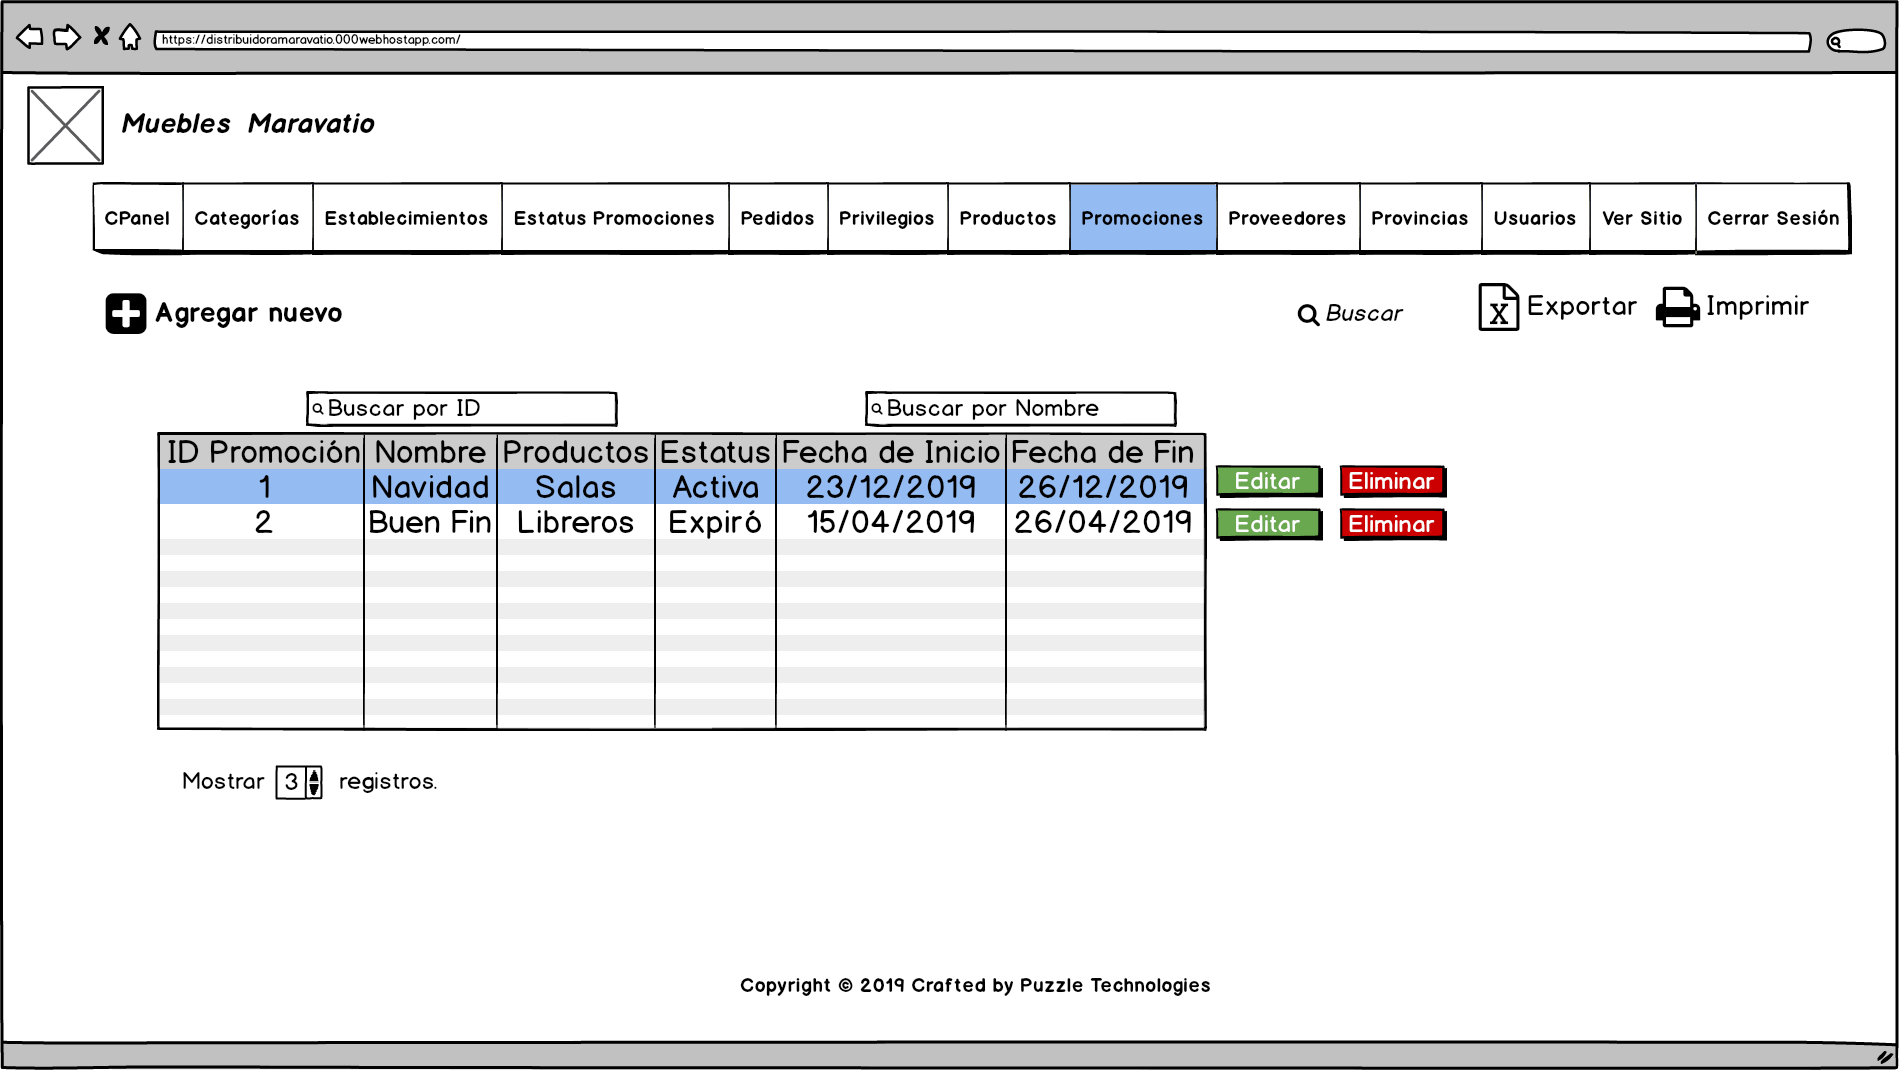 https://distribuidoramaravatio.000webhostapp.com/
Muebles Maravatio
CPanel Categorías Establecimientos Estatus Promociones Pedidos Privilegios Productos Promociones Proveedores Provincias Usuarios Ver Sitio Cerrar Sesión
Agregar nuevo Buscar Exportar Imprimir
Buscar por ID Buscar por Nombre
ID Promoción Nombre Productos Estatus Fecha de Inicio Fecha de Fin
1 Navidad Salas Activa 23/12/2019 26/12/2019 Editar Eliminar
2 Buen Fin Libreros Expiró 15/04/2019 26/04/2019 Editar Eliminar
Mostrar 3 registros.
Copyright © 2019 Crafted by Puzzle Technologies